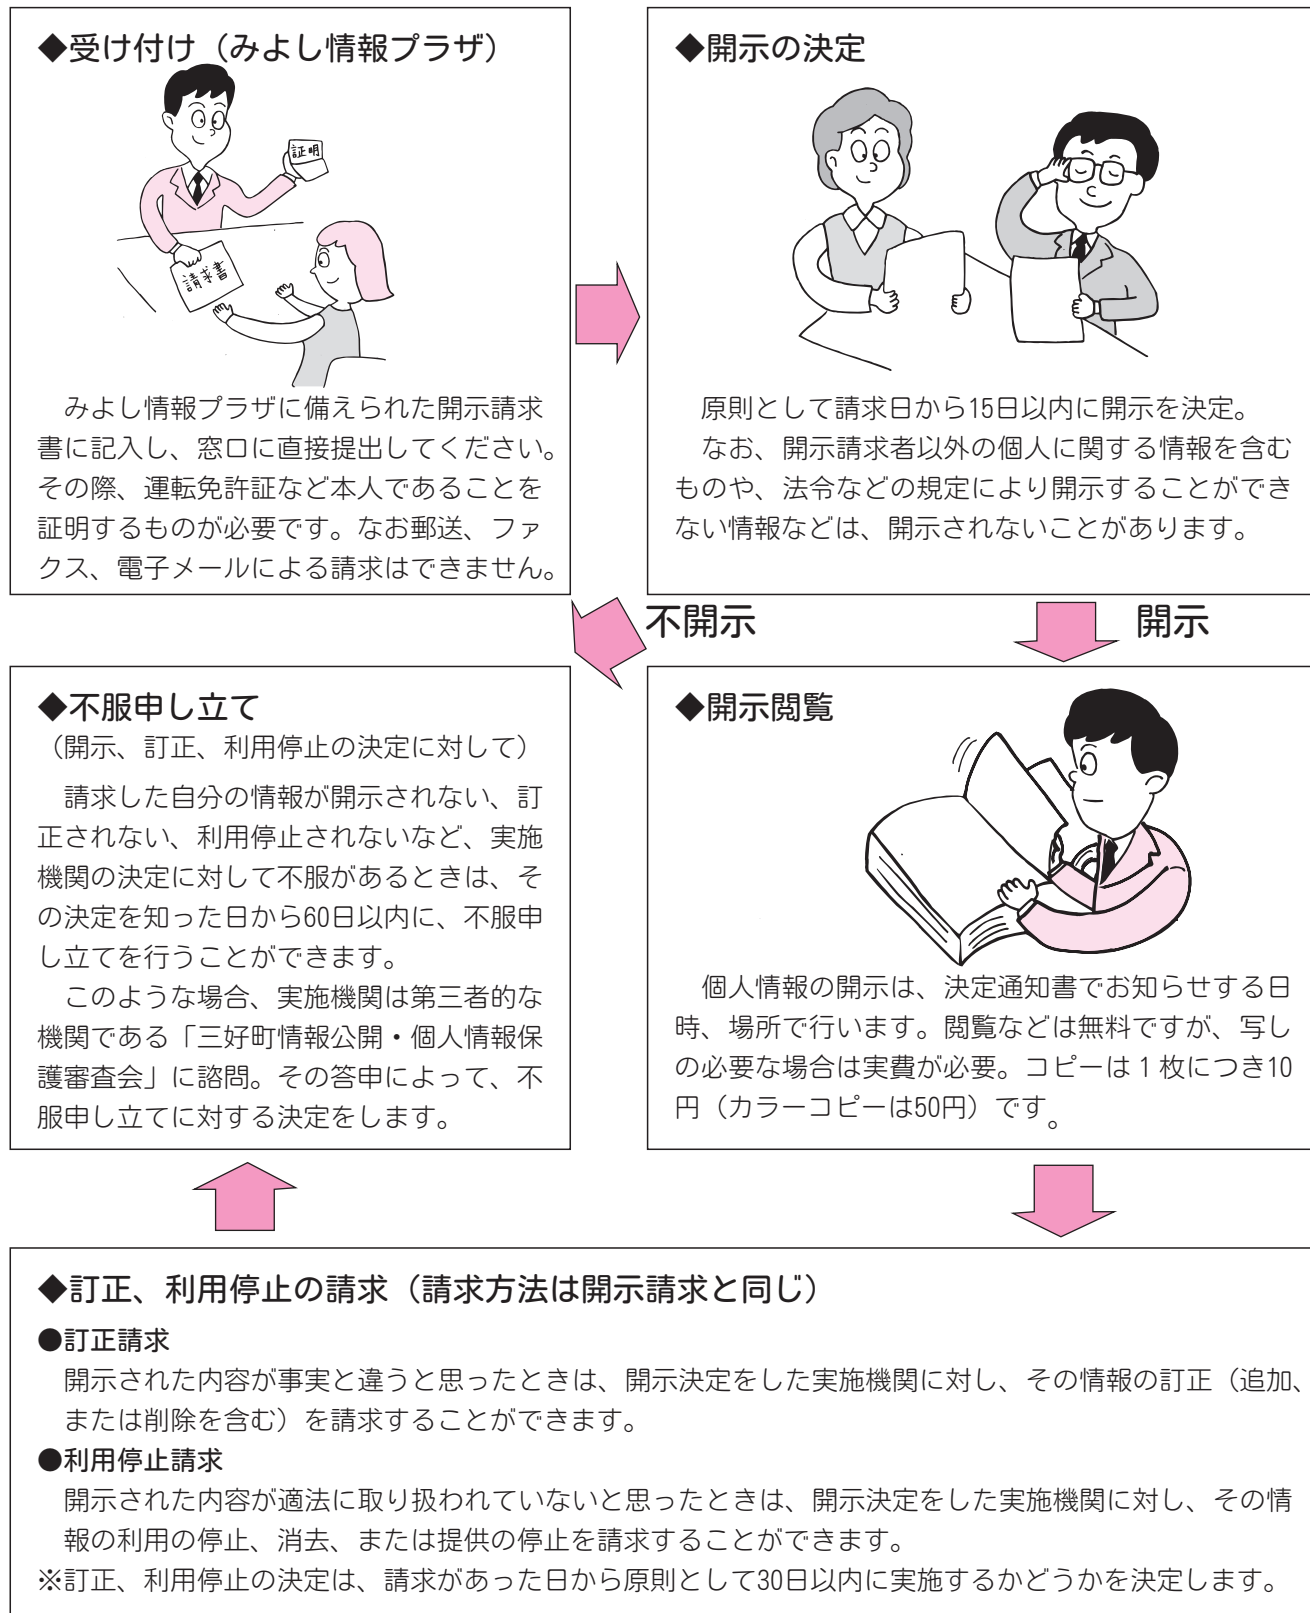 ◆受け付け（みよし情報プラザ）
証明
請求書
みよし情報プラザに備えられた開示請求
書に記入し、窓口に直接提出してください。
その際、運転免許証など本人であることを
証明するものが必要です。なお郵送、ファ
クス、電子メールによる請求はできません。
◆開示の決定
原則として請求日から15日以内に開示を決定。
なお、開示請求者以外の個人に関する情報を含む
ものや、法令などの規定により開示することができ
ない情報などは、開示されないことがあります。
不開示
開示
◆不服申し立て
（開示、訂正、利用停止の決定に対して）
請求した自分の情報が開示されない、訂
正されない、利用停止されないなど、実施
機関の決定に対して不服があるときは、そ
の決定を知った日から60日以内に、不服申
し立てを行うことができます。
このような場合、実施機関は第三者的な
機関である「三好町情報公開・個人情報保
護審査会」に諮問。その答申によって、不
服申し立てに対する決定をします。
◆開示閲覧
個人情報の開示は、決定通知書でお知らせする日
時、場所で行います。閲覧などは無料ですが、写し
の必要な場合は実費が必要。コピーは１枚につき10
円（カラーコピーは50円）です。
◆訂正、利用停止の請求（請求方法は開示請求と同じ）
●訂正請求
開示された内容が事実と違うと思ったときは、開示決定をした実施機関に対し、その情報の訂正（追加、
または削除を含む）を請求することができます。
●利用停止請求
開示された内容が適法に取り扱われていないと思ったときは、開示決定をした実施機関に対し、その情
報の利用の停止、消去、または提供の停止を請求することができます。
※訂正、利用停止の決定は、請求があった日から原則として30日以内に実施するかどうかを決定します。